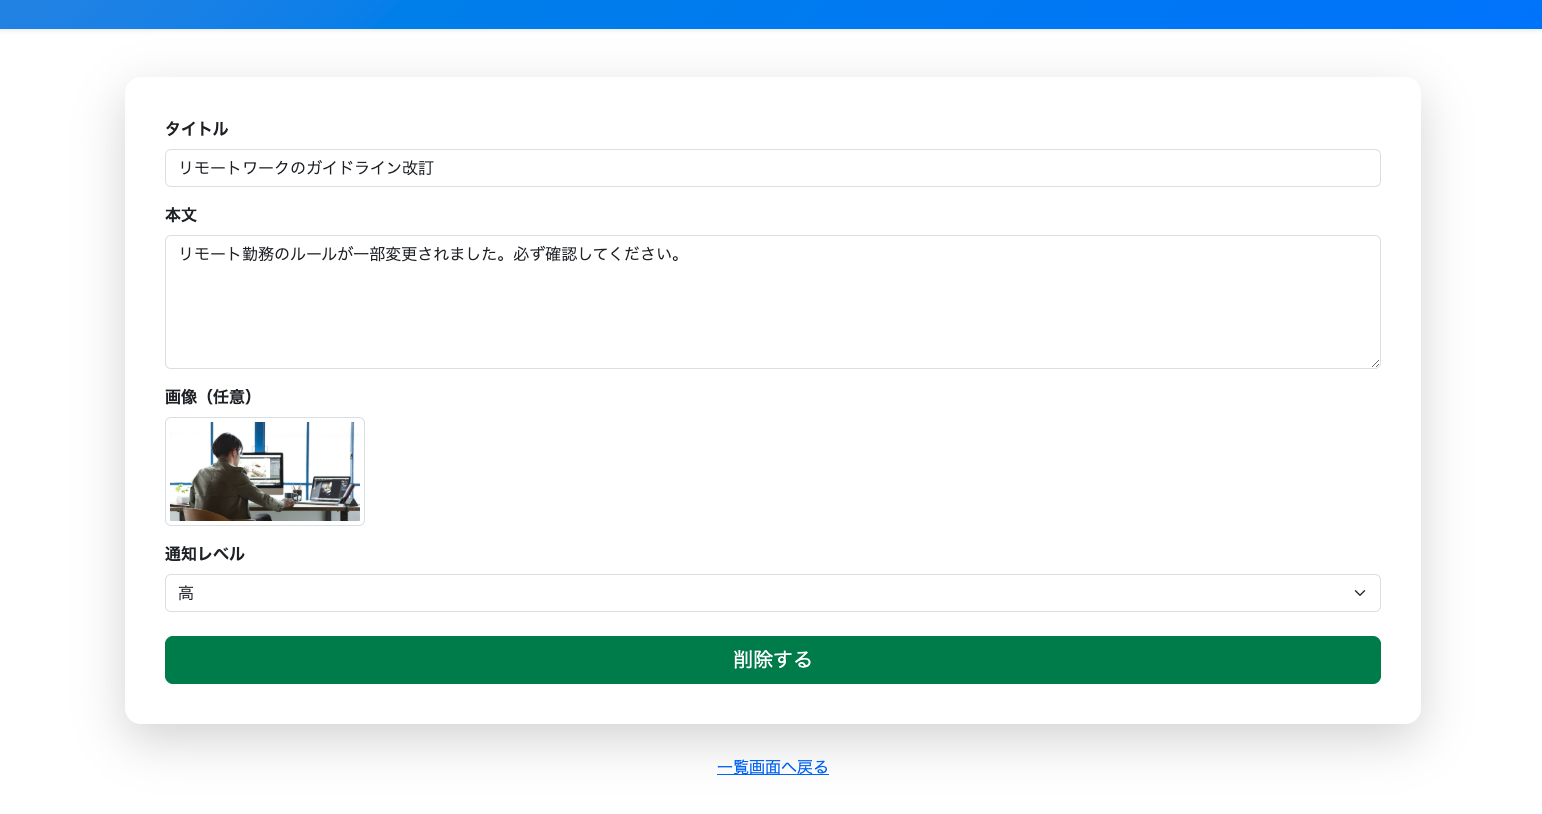 タイトル
リモートワークのガイドライン改訂
本文
リモート勤務のルールが一部変更されました。必ず確認してください。
画像（任意）
通知レベル
高
削除する
一覧画面へ戻る